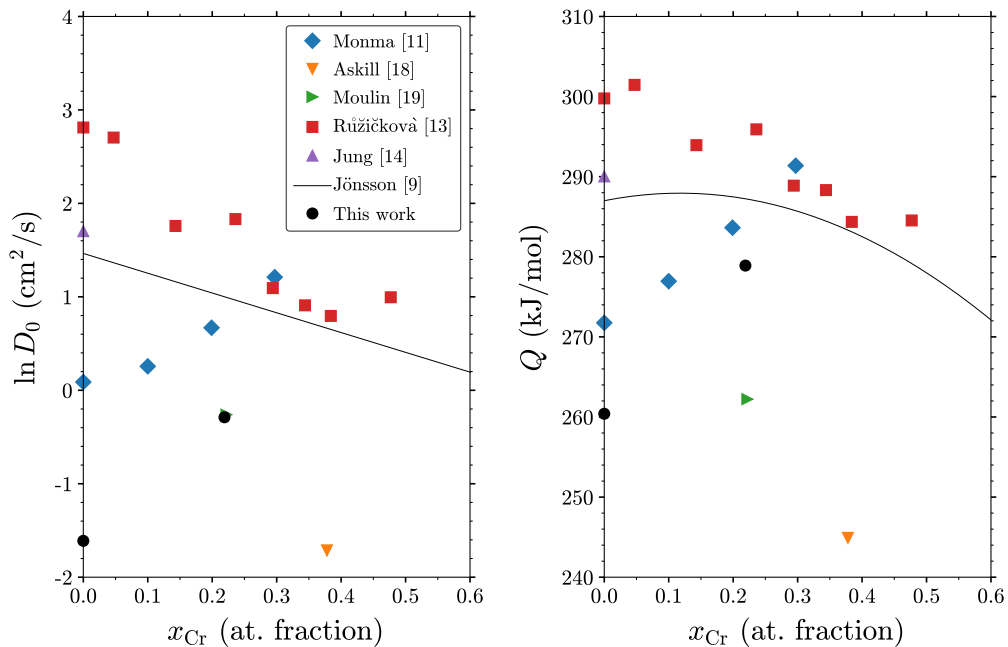 4
3
2
1
0
-1
-2
0.0 0.1 0.2 0.3 0.4 0.5 0.6
ln D₀ (cm²/s)
x_Cr (at. fraction)
Monma [11]
Askill [18]
Moulin [19]
Růžičkovà [13]
Jung [14]
Jönsson [9]
This work
310
300
290
280
270
260
250
240
0.0 0.1 0.2 0.3 0.4 0.5 0.6
Q (kJ/mol)
x_Cr (at. fraction)